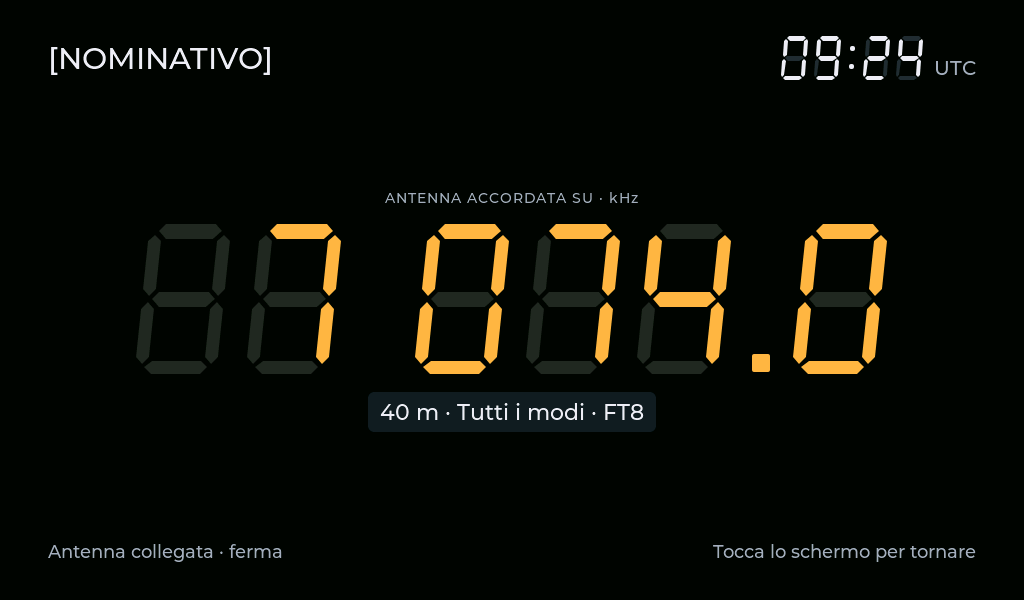 [NOMINATIVO]
09:24 UTC
ANTENNA ACCORDATA SU · kHz
7 074.0
40 m · Tutti i modi · FT8
Antenna collegata · ferma
Tocca lo schermo per tornare